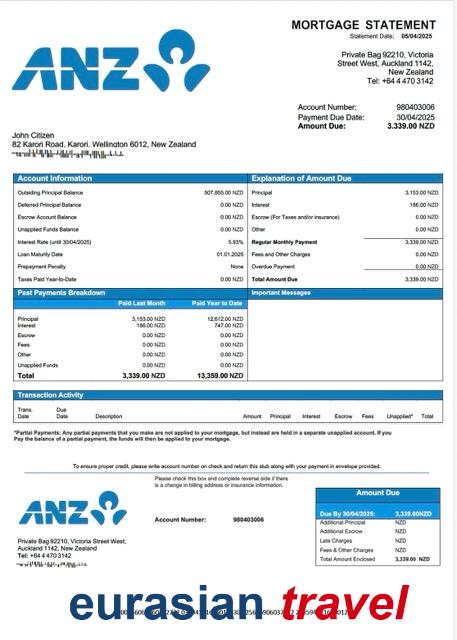 MORTGAGE STATEMENT
Statement Date: 05/04/2025
ANZ
Private Bag 92210, Victoria
Street West, Auckland 1142,
New Zealand
Tel: +64 4 470 3142
Account Number: 980403006
Payment Due Date: 30/04/2025
Amount Due: 3.339.00 NZD
John Citizen
82 Karori Road, Karori. Wellington 6012, New Zealand
Account Information
Outsiding Principal Balance 507,855.00 NZD
Deferred Principal Balance 0.00 NZD
Escrow Account Balance 0.00 NZD
Unapplied Funds Balance 0.00 NZD
Interest Rate (until 30/04/2025) 5.93%
Loan Maturity Date 01.01.2025
Prepayment Penalty None
Taxes Paid Year-to-Date 0.00 NZD
Explanation of Amount Due
Principal 3,153.00 NZD
Interest 186.00 NZD
Escrow (For Taxes and/or insurance) 0.00 NZD
Other 0.00 NZD
Regular Monthly Payment 3,339.00 NZD
Fees and Other Charges 0.00 NZD
Overdue Payment 0.00 NZD
Total Amount Due 3,339.00 NZD
Past Payments Breakdown
Paid Last Month Paid Year to Date
Principal 3,153.00 NZD 12,612.00 NZD
Interest 186.00 NZD 747.00 NZD
Escrow 0.00 NZD 0.00 NZD
Fees 0.00 NZD 0.00 NZD
Other 0.00 NZD 0.00 NZD
Unapplied Funds 0.00 NZD 0.00 NZD
Total 3,339.00 NZD 13,359.00 NZD
Important Messages
Transaction Activity
Trans. Date Due Date Description Amount Principal Interest Escrow Fees Unapplied* Total
*Partial Payments: Any partial payments that you make are not applied to your mortgage, but instead are held in a separate unapplied account. If you
Pay the balance of a partial payment, the funds will then be applied to your mortgage.
To ensure proper credit, please write account number on check and return this stub along with your payment in envelope provided.
Please check this box and complete reverse side if there
is a change in billing address or insurance information.
ANZ
Account Number: 980403006
Private Bag 92210, Victoria Street West,
Auckland 1142, New Zealand
Tel: +64 4 470 3142
Amount Due
Due By 30/04/2025: 3,339.00NZD
Additional Principal NZD
Additional Escrow NZD
Late Charges NZD
Fees & Other Charges NZD
Total Amount Enclosed 3,339.00 NZD
eurasian travel